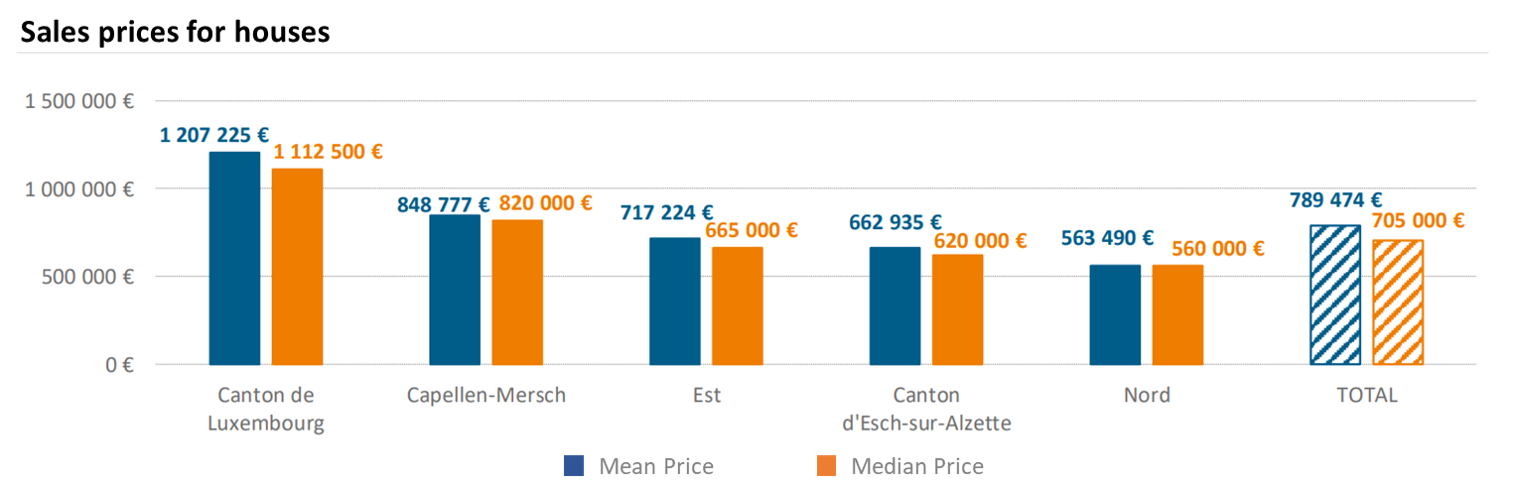 Sales prices for houses
1 500 000 €
1 207 225 €
1 112 500 €
1 000 000 €
848 777 €
820 000 €
717 224 €
665 000 €
662 935 €
620 000 €
563 490 €
560 000 €
789 474 €
705 000 €
500 000 €
0 €
Canton de
Luxembourg
Capellen-Mersch
Est
Canton
d'Esch-sur-Alzette
Nord
TOTAL
Mean Price
Median Price